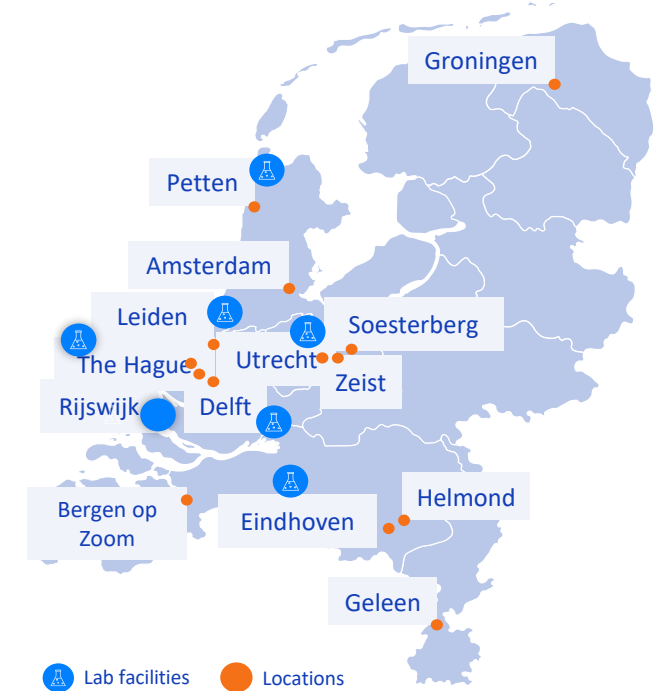 Groningen
Petten
Amsterdam
Leiden
Soesterberg
The Hague
Utrecht
Zeist
Rijswijk
Delft
Bergen op
Zoom
Eindhoven
Helmond
Geleen
Lab facilities
Locations